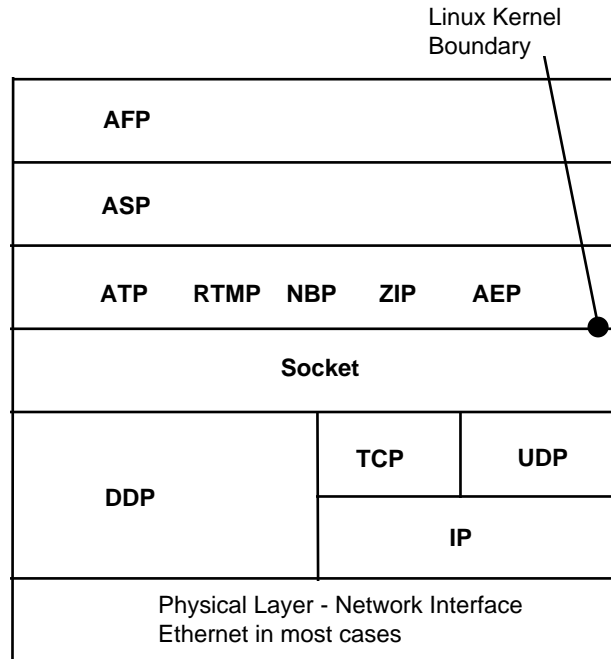 Linux Kernel
Boundary
AFP
ASP
ATP RTMP NBP ZIP AEP
Socket
TCP UDP
DDP
IP
Physical Layer - Network Interface
Ethernet in most cases